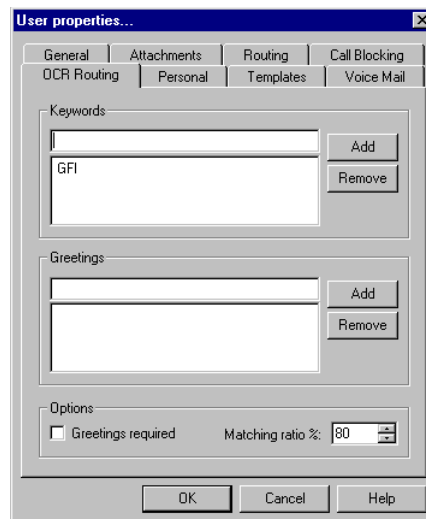 User properties...
General Attachments Routing Call Blocking
OCR Routing Personal Templates Voice Mail
Keywords
Add
GFI
Remove
Greetings
Add
Remove
Options
Greetings required Matching ratio %: 80
OK Cancel Help